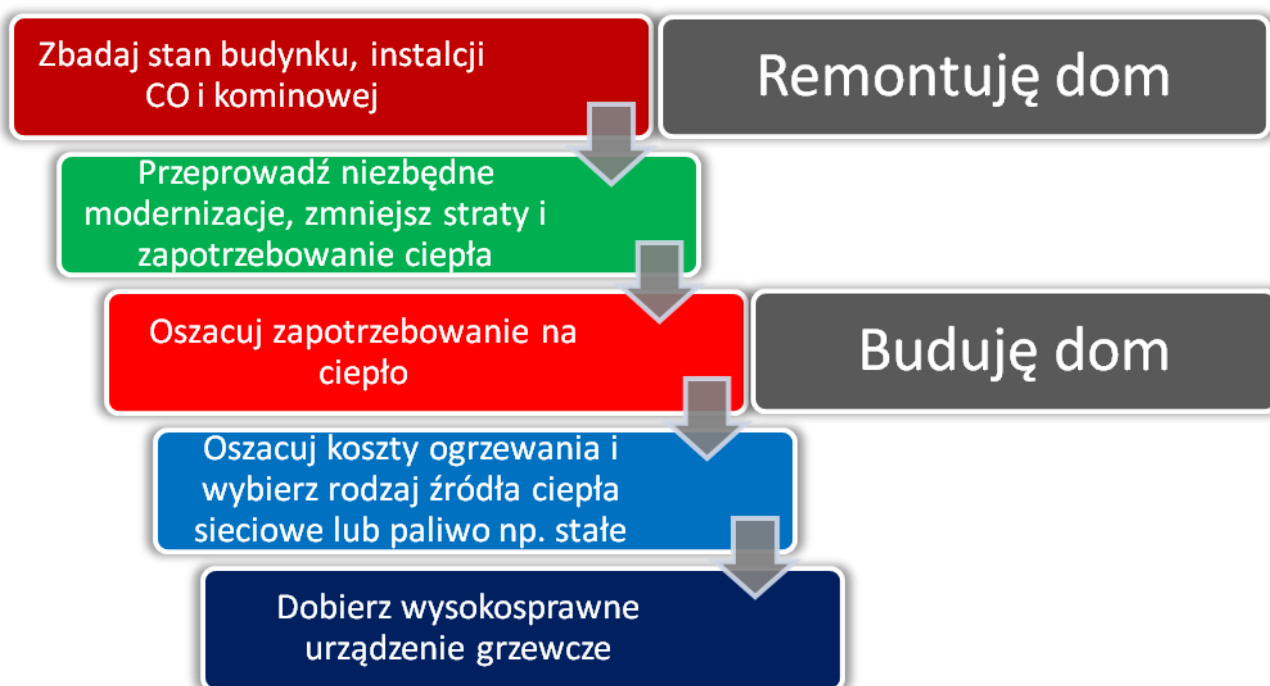 Zbadaj stan budynku, instalcji
CO i kominowej
Remontuję dom
Przeprowadź niezbędne
modernizacje, zmniejsz straty i
zapotrzebowanie ciepła
Oszacuj zapotrzebowanie na
ciepło
Buduję dom
Oszacuj koszty ogrzewania i
wybierz rodzaj źródła ciepła
sieciowe lub paliwo np. stałe
Dobierz wysokosprawne
urządzenie grzewcze